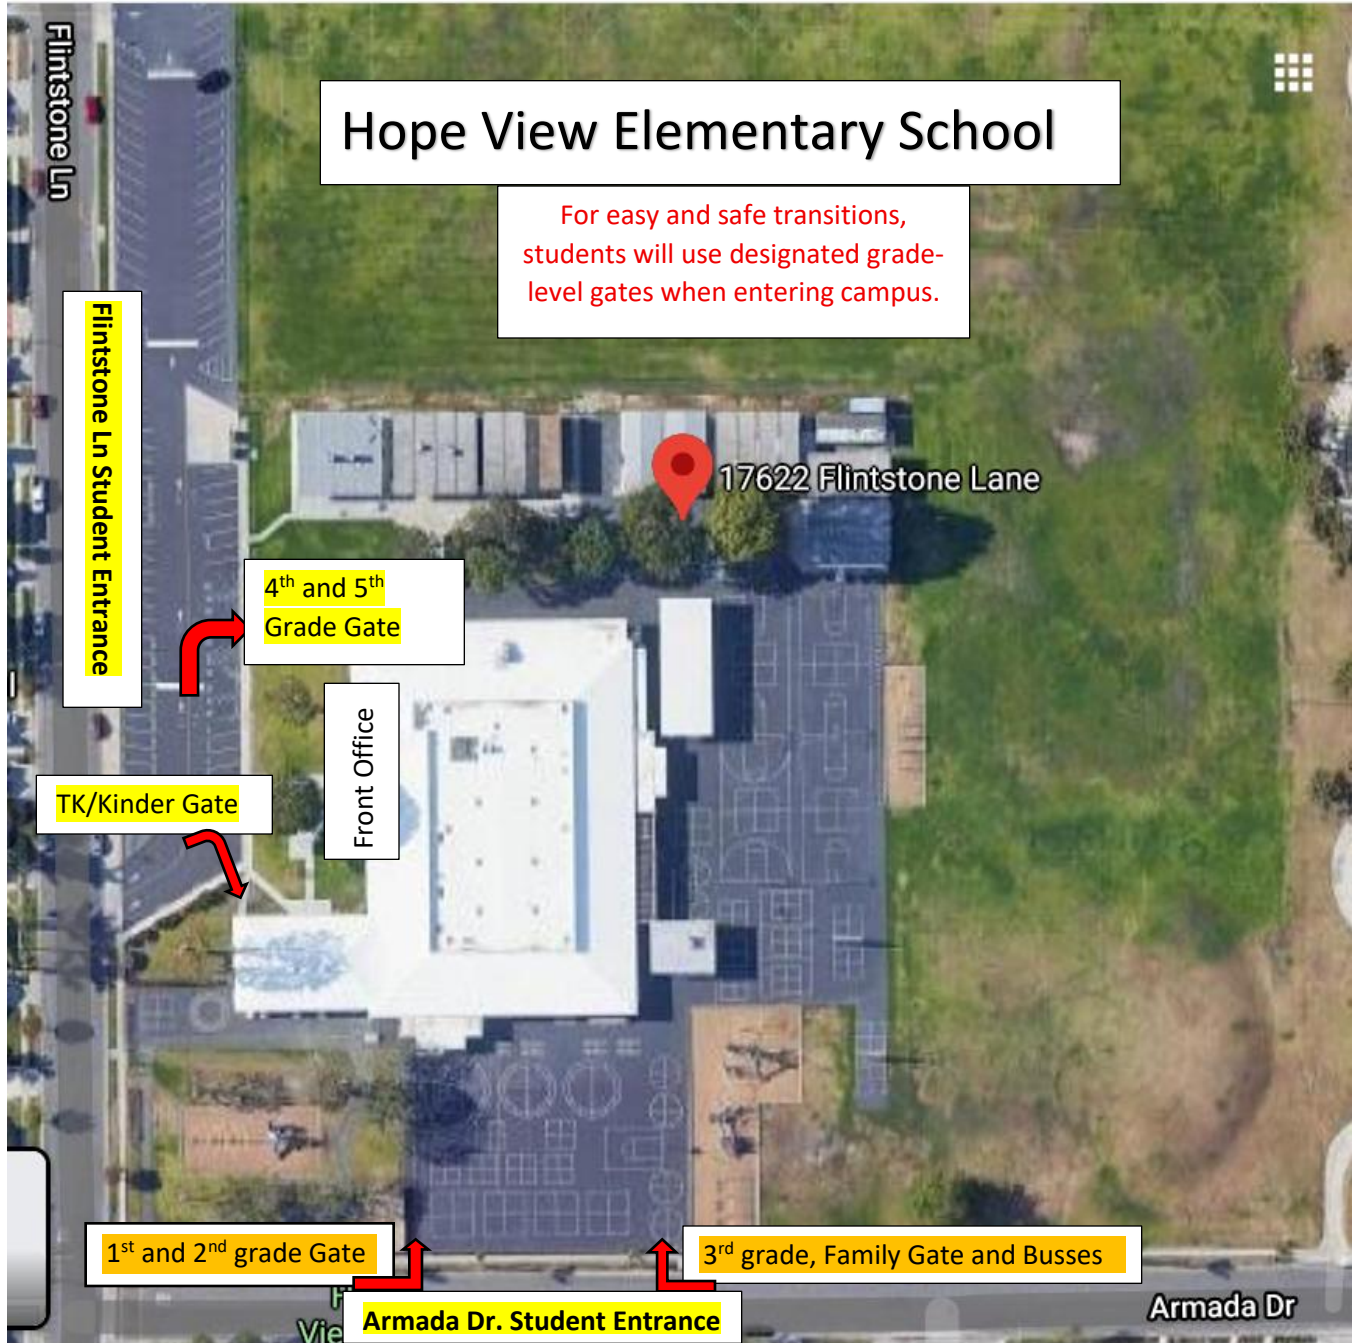 Flintstone Ln
Hope View Elementary School
For easy and safe transitions,
students will use designated grade-
level gates when entering campus.
Flintstone Ln Student Entrance
17622 Flintstone Lane
4th and 5th
Grade Gate
Front Office
TK/Kinder Gate
1st and 2nd grade Gate
3rd grade, Family Gate and Busses
Armada Dr. Student Entrance
Armada Dr